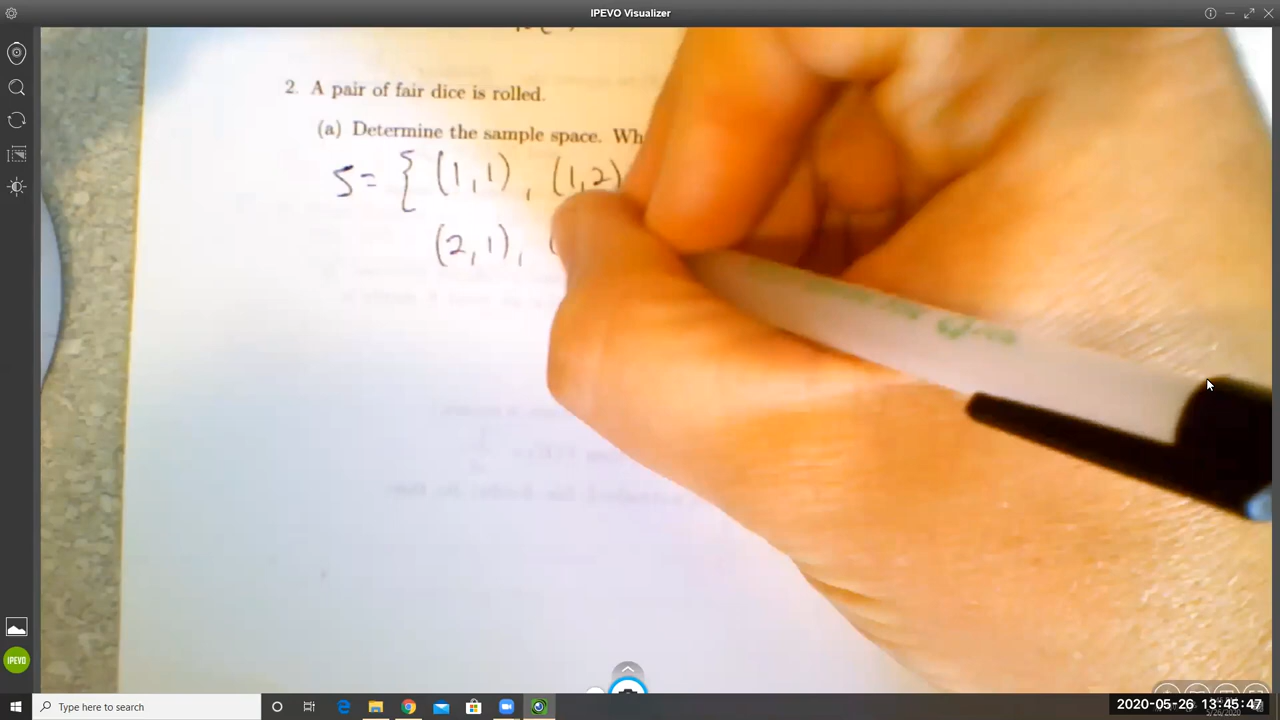 IPEVO Visualizer
2. A pair of fair dice is rolled.
(a) Determine the sample space. Wh
S = { (1,1) , (1,2)
(2,1) , (
IPEVO
Type here to search
2020-05-26 13:45:47